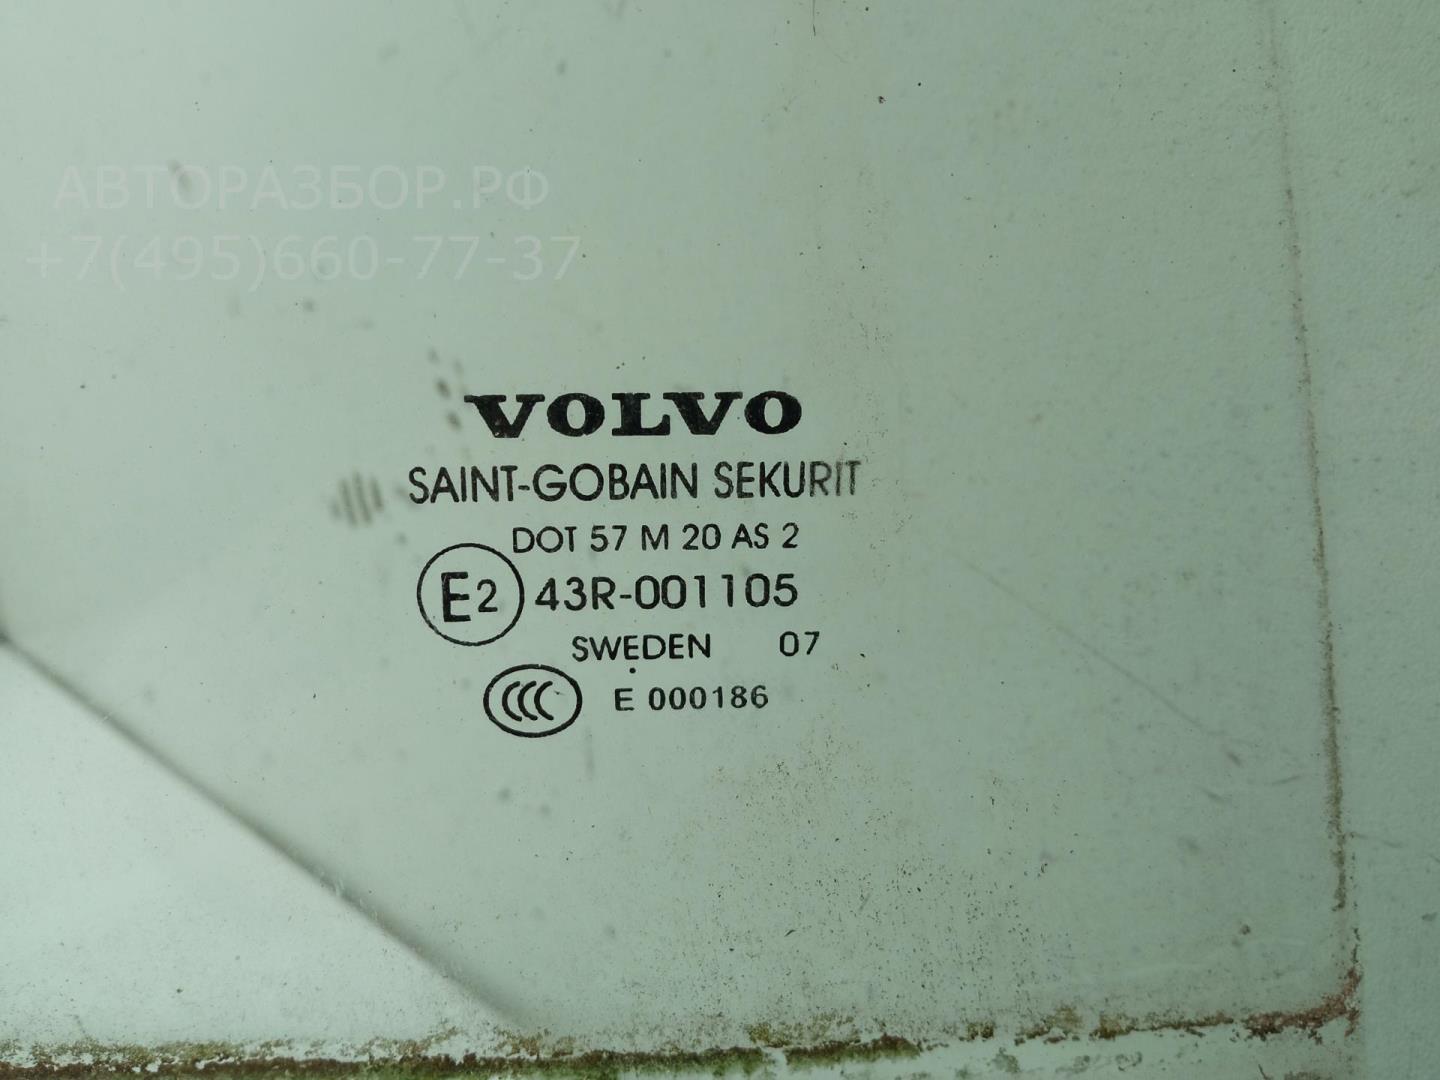 АВТОРАЗБОР.РФ
+7(495)660-77-37
VOLVO
SAINT-GOBAIN SEKURIT
DOT 57 M 20 AS 2
E2 43R-001105
SWEDEN 07
CCC E 000186